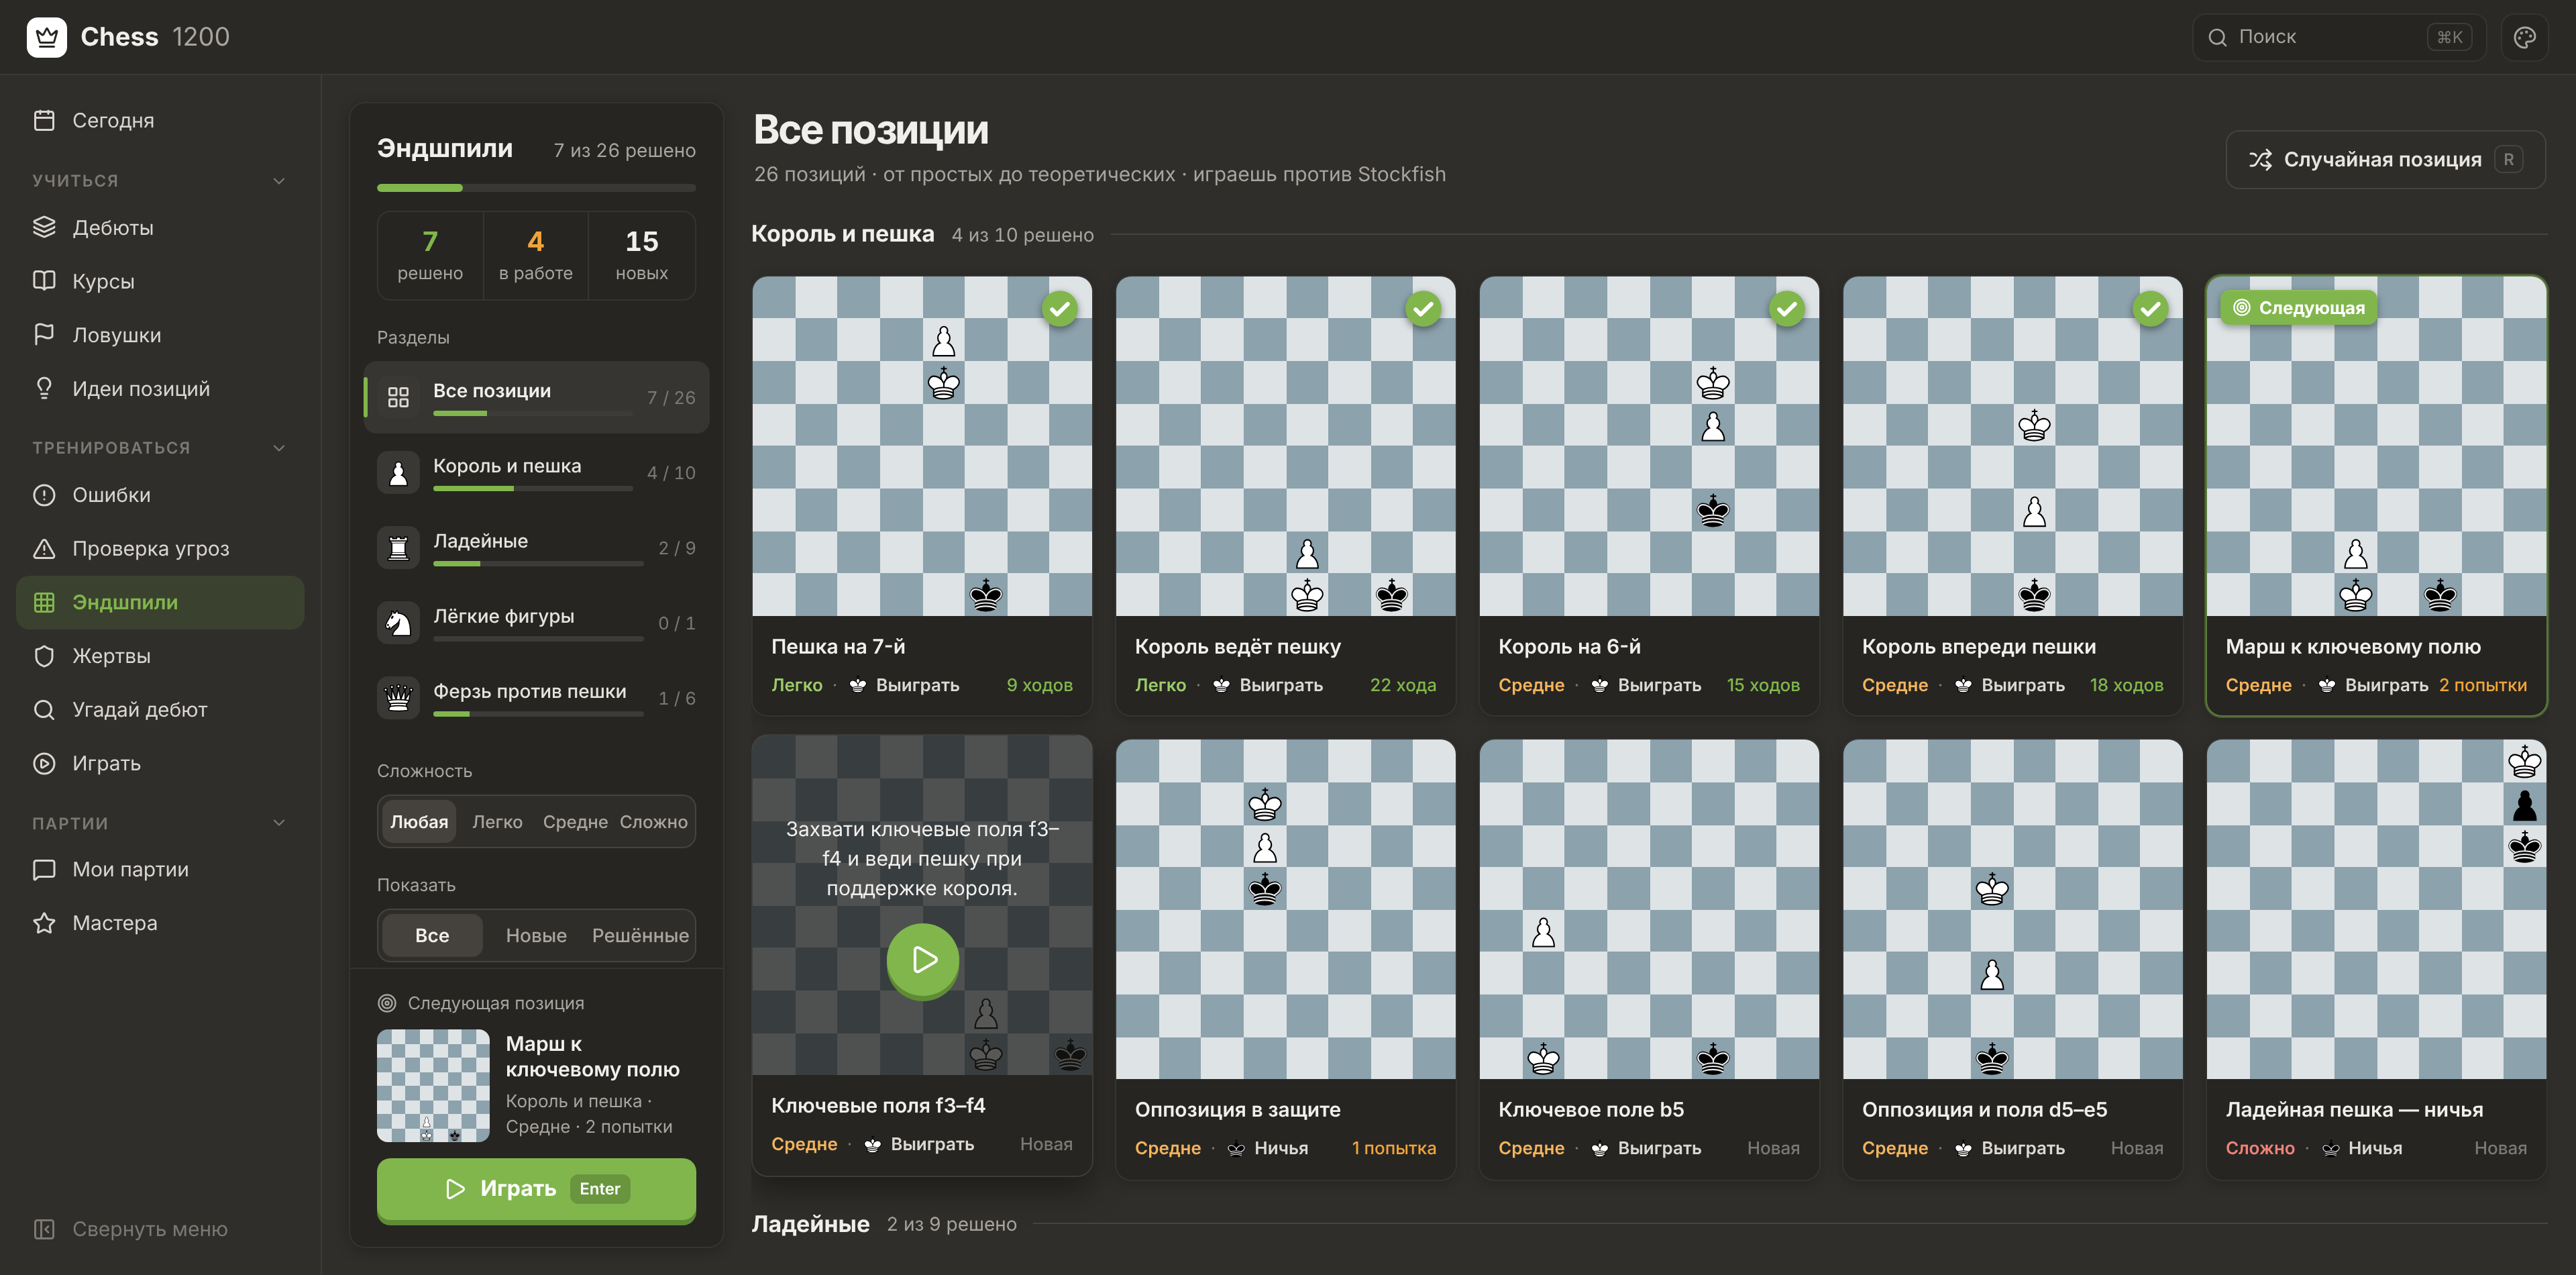 Chess 1200
Поиск
⌘K
Сегодня
УЧИТЬСЯ
Дебюты
Курсы
Ловушки
Идеи позиций
ТРЕНИРОВАТЬСЯ
Ошибки
Проверка угроз
Эндшпили
Жертвы
Угадай дебют
Играть
ПАРТИИ
Мои партии
Мастера
Свернуть меню
Эндшпили
7 из 26 решено
7
решено
4
в работе
15
новых
Разделы
Все позиции
7 / 26
Король и пешка
4 / 10
Ладейные
2 / 9
Лёгкие фигуры
0 / 1
Ферзь против пешки
1 / 6
Сложность
Любая Легко Средне Сложно
Показать
Все Новые Решённые
Следующая позиция
Марш к
ключевому полю
Король и пешка ·
Средне · 2 попытки
Играть Enter
Все позиции
26 позиций · от простых до теоретических · играешь против Stockfish
Случайная позиция R
Король и пешка 4 из 10 решено
Пешка на 7-й
Легко · Выиграть 9 ходов
Король ведёт пешку
Легко · Выиграть 22 хода
Король на 6-й
Средне · Выиграть 15 ходов
Король впереди пешки
Средне · Выиграть 18 ходов
Следующая
Марш к ключевому полю
Средне · Выиграть 2 попытки
Захвати ключевые поля f3–
f4 и веди пешку при
поддержке короля.
Ключевые поля f3–f4
Средне · Выиграть Новая
Оппозиция в защите
Средне · Ничья 1 попытка
Ключевое поле b5
Средне · Выиграть Новая
Оппозиция и поля d5–e5
Средне · Выиграть Новая
Ладейная пешка — ничья
Сложно · Ничья Новая
Ладейные 2 из 9 решено